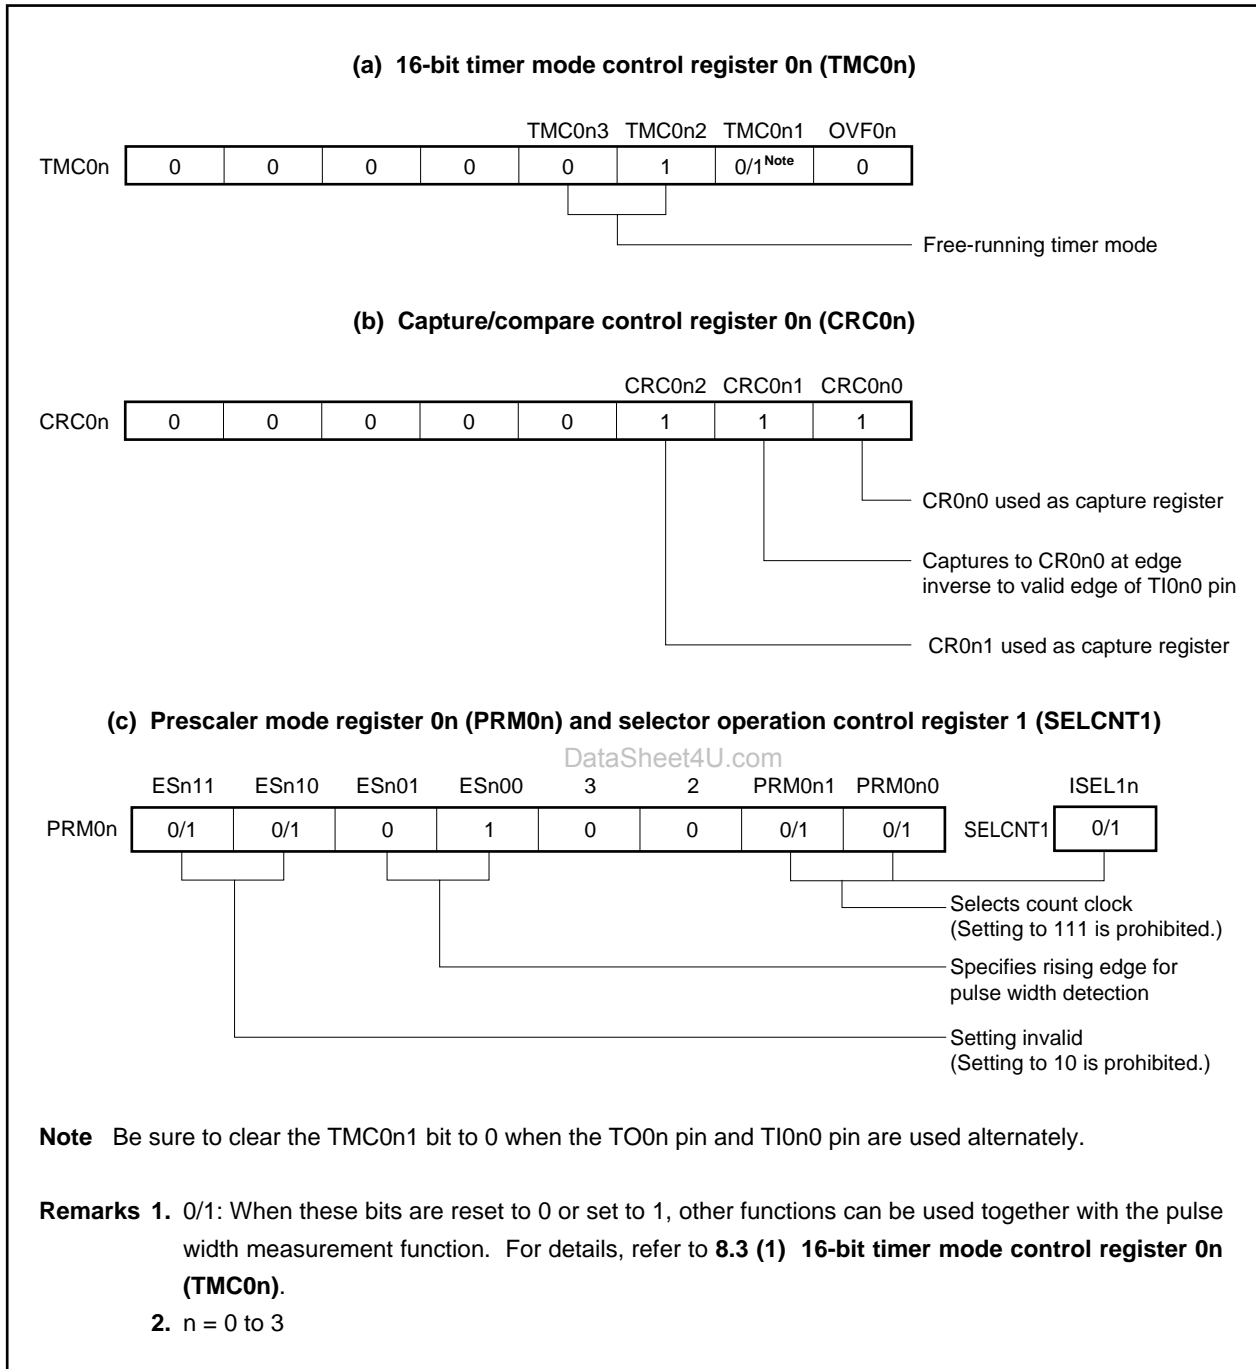 (a) 16-bit timer mode control register 0n (TMC0n)
TMC0n3 TMC0n2 TMC0n1 OVF0n
TMC0n 0 0 0 0 0 1 0/1Note 0
Free-running timer mode
(b) Capture/compare control register 0n (CRC0n)
CRC0n2 CRC0n1 CRC0n0
CRC0n 0 0 0 0 0 1 1 1
CR0n0 used as capture register
Captures to CR0n0 at edge
inverse to valid edge of TI0n0 pin
CR0n1 used as capture register
(c) Prescaler mode register 0n (PRM0n) and selector operation control register 1 (SELCNT1)
DataSheet4U.com
ESn11 ESn10 ESn01 ESn00 3 2 PRM0n1 PRM0n0 ISEL1n
PRM0n 0/1 0/1 0 1 0 0 0/1 0/1 SELCNT1 0/1
Selects count clock
(Setting to 111 is prohibited.)
Specifies rising edge for
pulse width detection
Setting invalid
(Setting to 10 is prohibited.)
Note Be sure to clear the TMC0n1 bit to 0 when the TO0n pin and TI0n0 pin are used alternately.
Remarks 1. 0/1: When these bits are reset to 0 or set to 1, other functions can be used together with the pulse
width measurement function. For details, refer to 8.3 (1) 16-bit timer mode control register 0n
(TMC0n).
2. n = 0 to 3